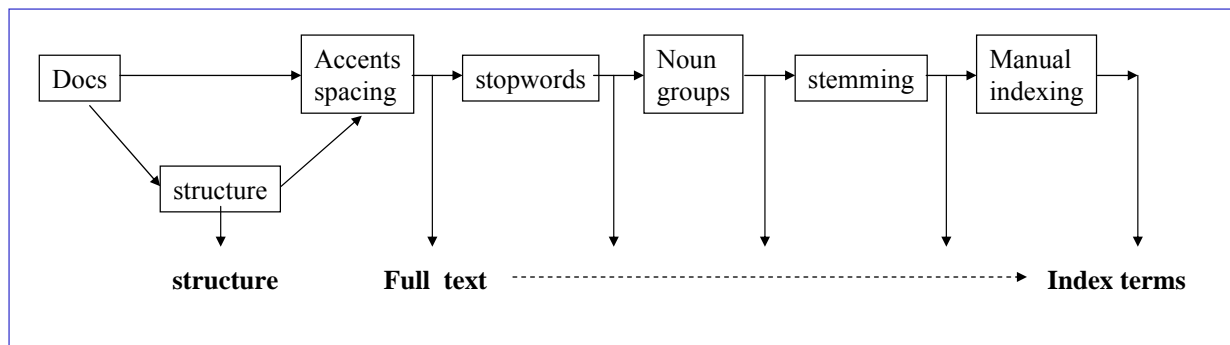 Docs
Accents
spacing
stopwords
Noun
groups
stemming
Manual
indexing
structure
structure
Full text
Index terms